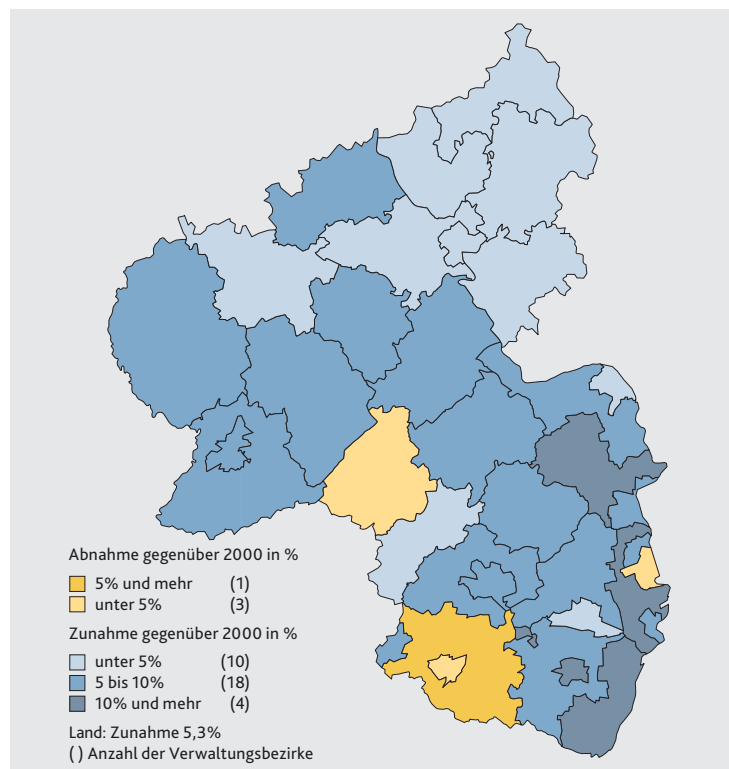 Abnahme gegenüber 2000 in %
5% und mehr (1)
unter 5% (3)
Zunahme gegenüber 2000 in %
unter 5% (10)
5 bis 10% (18)
10% und mehr (4)
Land: Zunahme 5,3%
( ) Anzahl der Verwaltungsbezirke